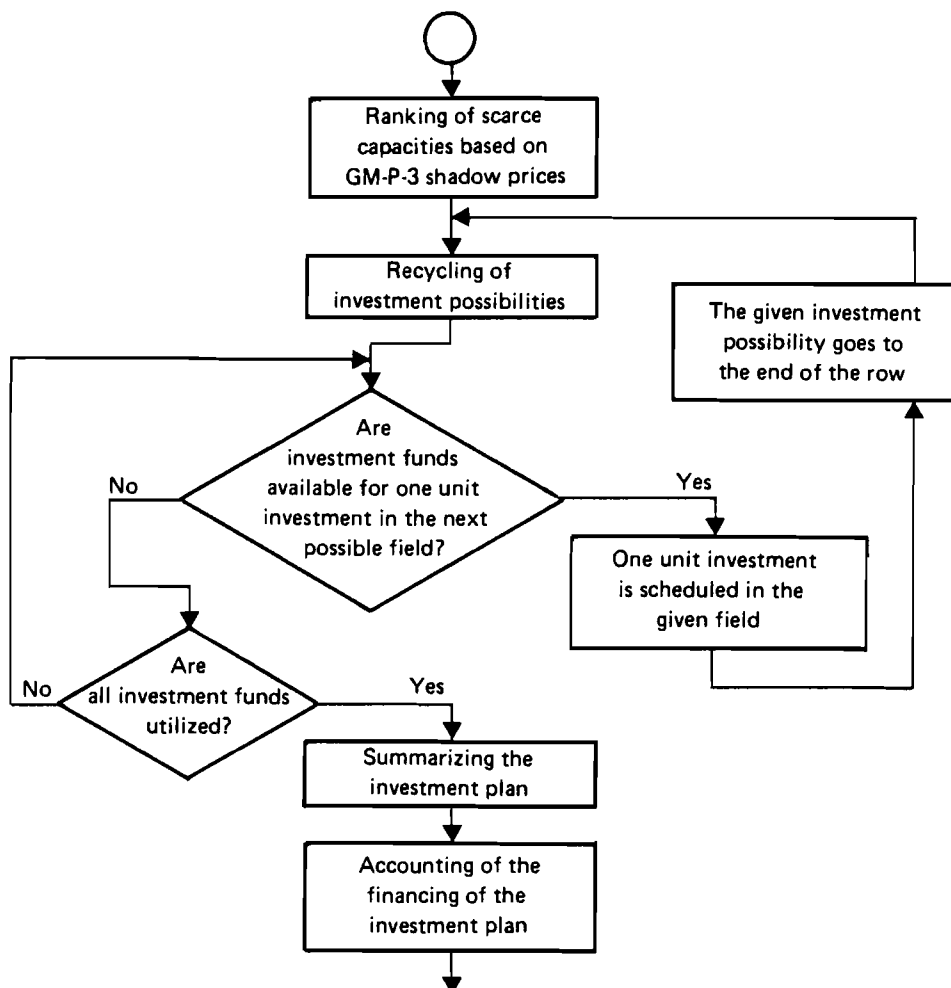 Ranking of scarce
capacities based on
GM-P-3 shadow prices
Recycling of
investment possibilities
The given investment
possibility goes to
the end of the row
Are
investment funds
available for one unit
investment in the next
possible field?
No
Yes
One unit investment
is scheduled in the
given field
Are
all investment funds
utilized?
No
Yes
Summarizing the
investment plan
Accounting of the
financing of the
investment plan